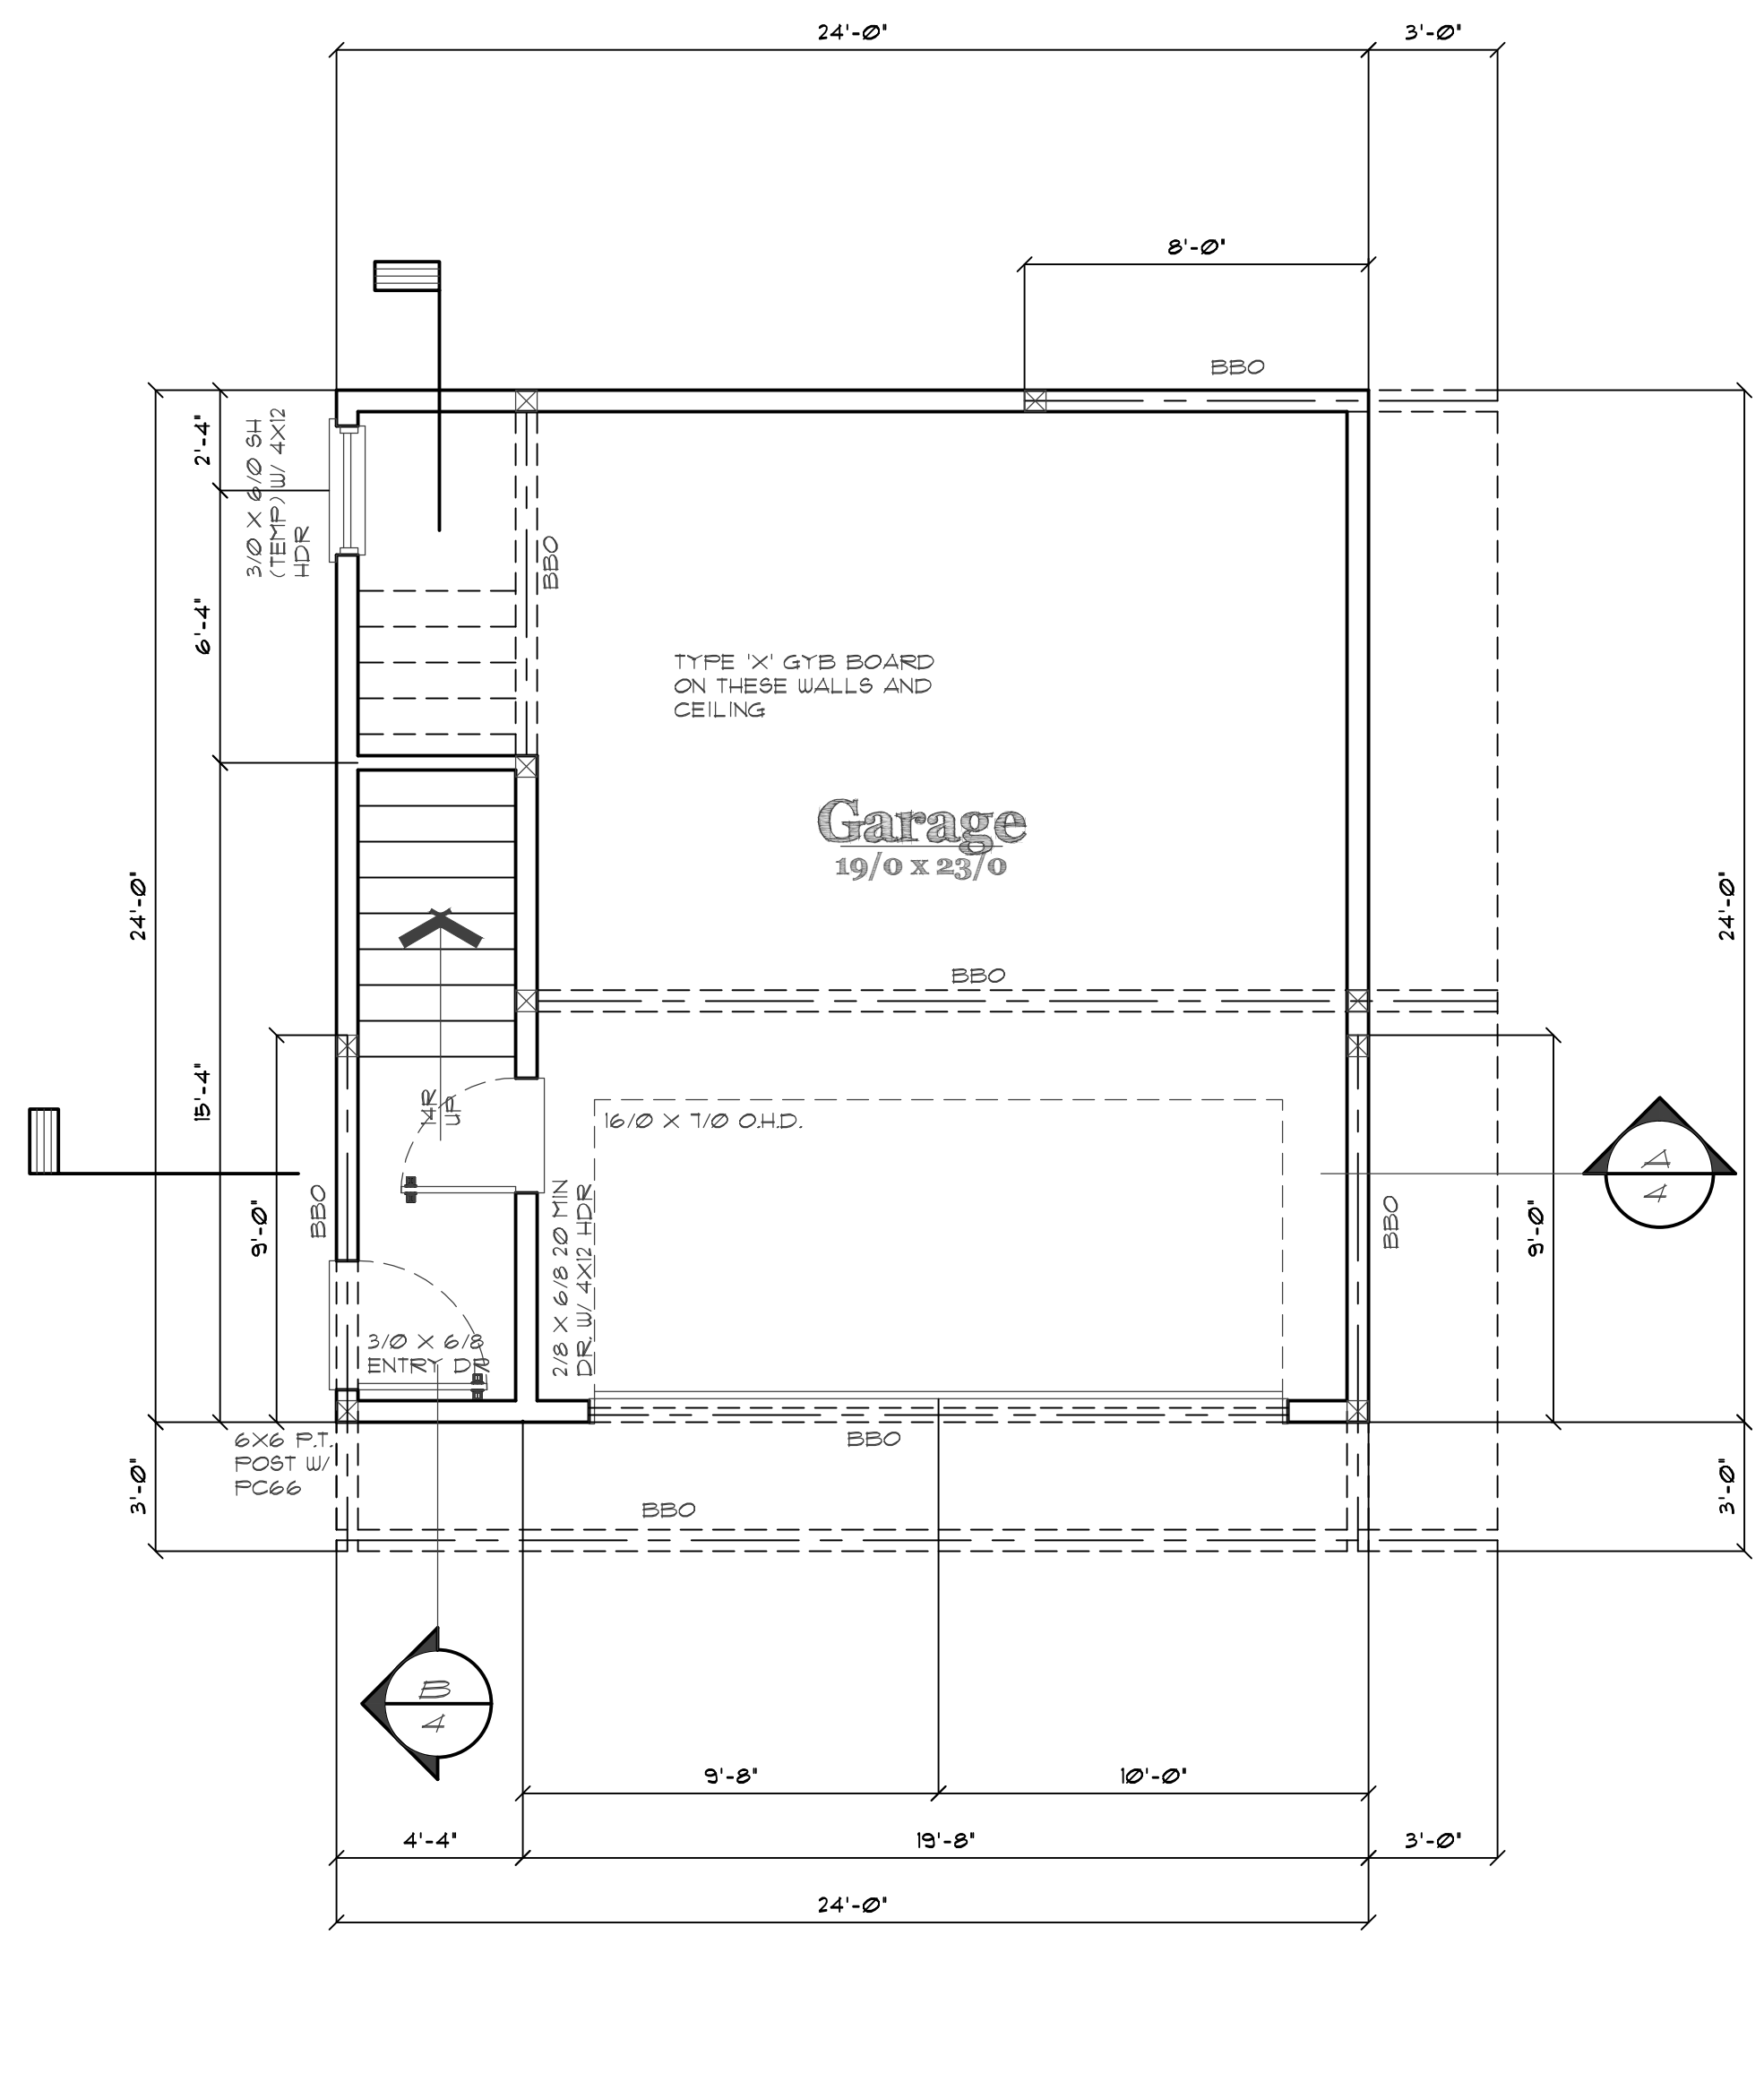 24'-0"
3'-0"
8'-0"
BBO
2'-4"
3/0 X 6/0 SH
(TEMP) W/ 4X12
HDR
BBO
6'-4"
TYPE 'X' GYB BOARD
ON THESE WALLS AND
CEILING
Garage
19/0 x 23/0
24'-0"
24'-0"
BBO
15'-4"
14R
UP
16/0 X 7/0 O.H.D.
A
4
9'-0"
BBO
2/8 X 6/8 20 MIN
DR. W/ 4X12 HDR
BBO
9'-0"
3/0 X 6/8
ENTRY DR
6X6 P.T.
POST W/
PC66
BBO
3'-0"
BBO
3'-0"
B
4
9'-8"
10'-0"
4'-4"
19'-8"
3'-0"
24'-0"